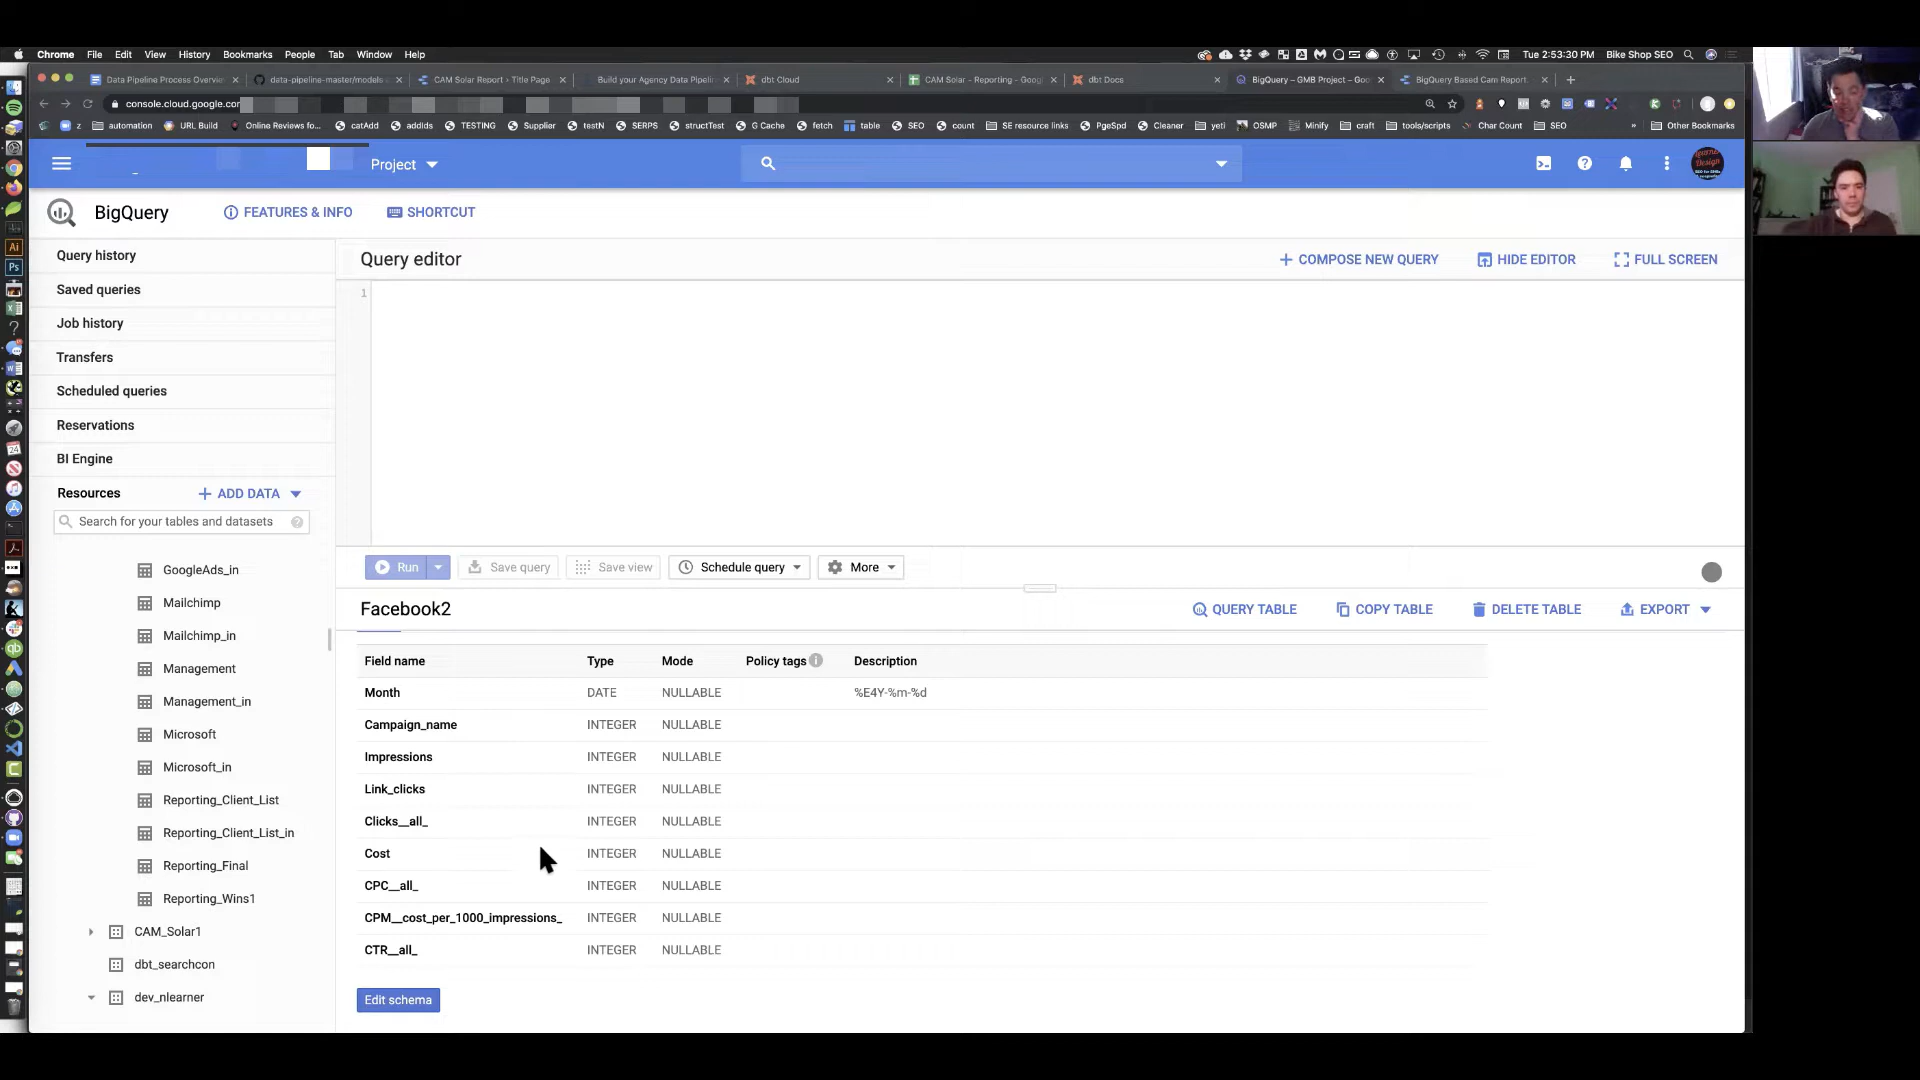 Chrome File Edit View History Bookmarks People Tab Window Help
Tue 2:53:30 PM Bike Shop SEO
Data Pipeline Process Overview
data-pipeline-master/models
CAM Solar Report › Title Page
Build your Agency Data Pipelin
dbt Cloud
CAM Solar - Reporting - Googl
dbt Docs
BigQuery – GMB Project – Goo
BigQuery Based Cam Report
console.cloud.google.com
z automation URL Build Online Reviews fo... catAdd addIds TESTING Supplier testN SERPS structTest G Cache fetch table SEO count SE resource links PgeSpd Cleaner yeti OSMP Minify craft tools/scripts Char Count SEO » Other Bookmarks
Project
Learner Design
BigQuery FEATURES & INFO SHORTCUT
Query history
Saved queries
Job history
Transfers
Scheduled queries
Reservations
BI Engine
Resources + ADD DATA
Search for your tables and datasets
GoogleAds_in
Mailchimp
Mailchimp_in
Management
Management_in
Microsoft
Microsoft_in
Reporting_Client_List
Reporting_Client_List_in
Reporting_Final
Reporting_Wins1
CAM_Solar1
dbt_searchcon
dev_nlearner
Query editor + COMPOSE NEW QUERY HIDE EDITOR FULL SCREEN
1
Run Save query Save view Schedule query More
Facebook2 QUERY TABLE COPY TABLE DELETE TABLE EXPORT
Field name Type Mode Policy tags Description
Month DATE NULLABLE %E4Y-%m-%d
Campaign_name INTEGER NULLABLE
Impressions INTEGER NULLABLE
Link_clicks INTEGER NULLABLE
Clicks__all_ INTEGER NULLABLE
Cost INTEGER NULLABLE
CPC__all_ INTEGER NULLABLE
CPM__cost_per_1000_impressions_ INTEGER NULLABLE
CTR__all_ INTEGER NULLABLE
Edit schema